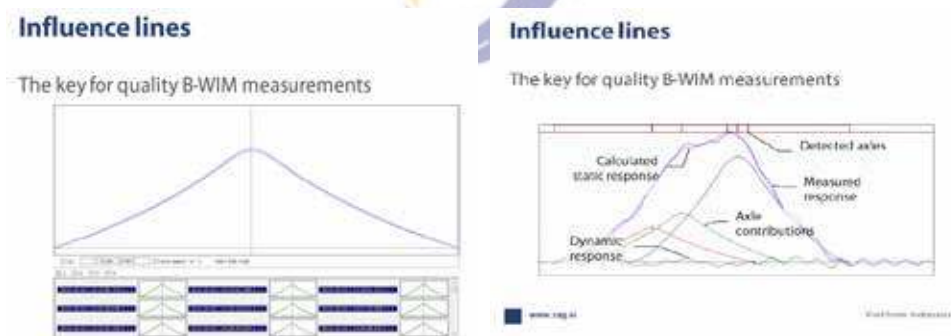 Influence lines
The key for quality B-WIM measurements
Influence lines
The key for quality B-WIM measurements
Detected axles
Calculated
static response
Measured
response
Axle
contributions
Dynamic
response
www.zag.si